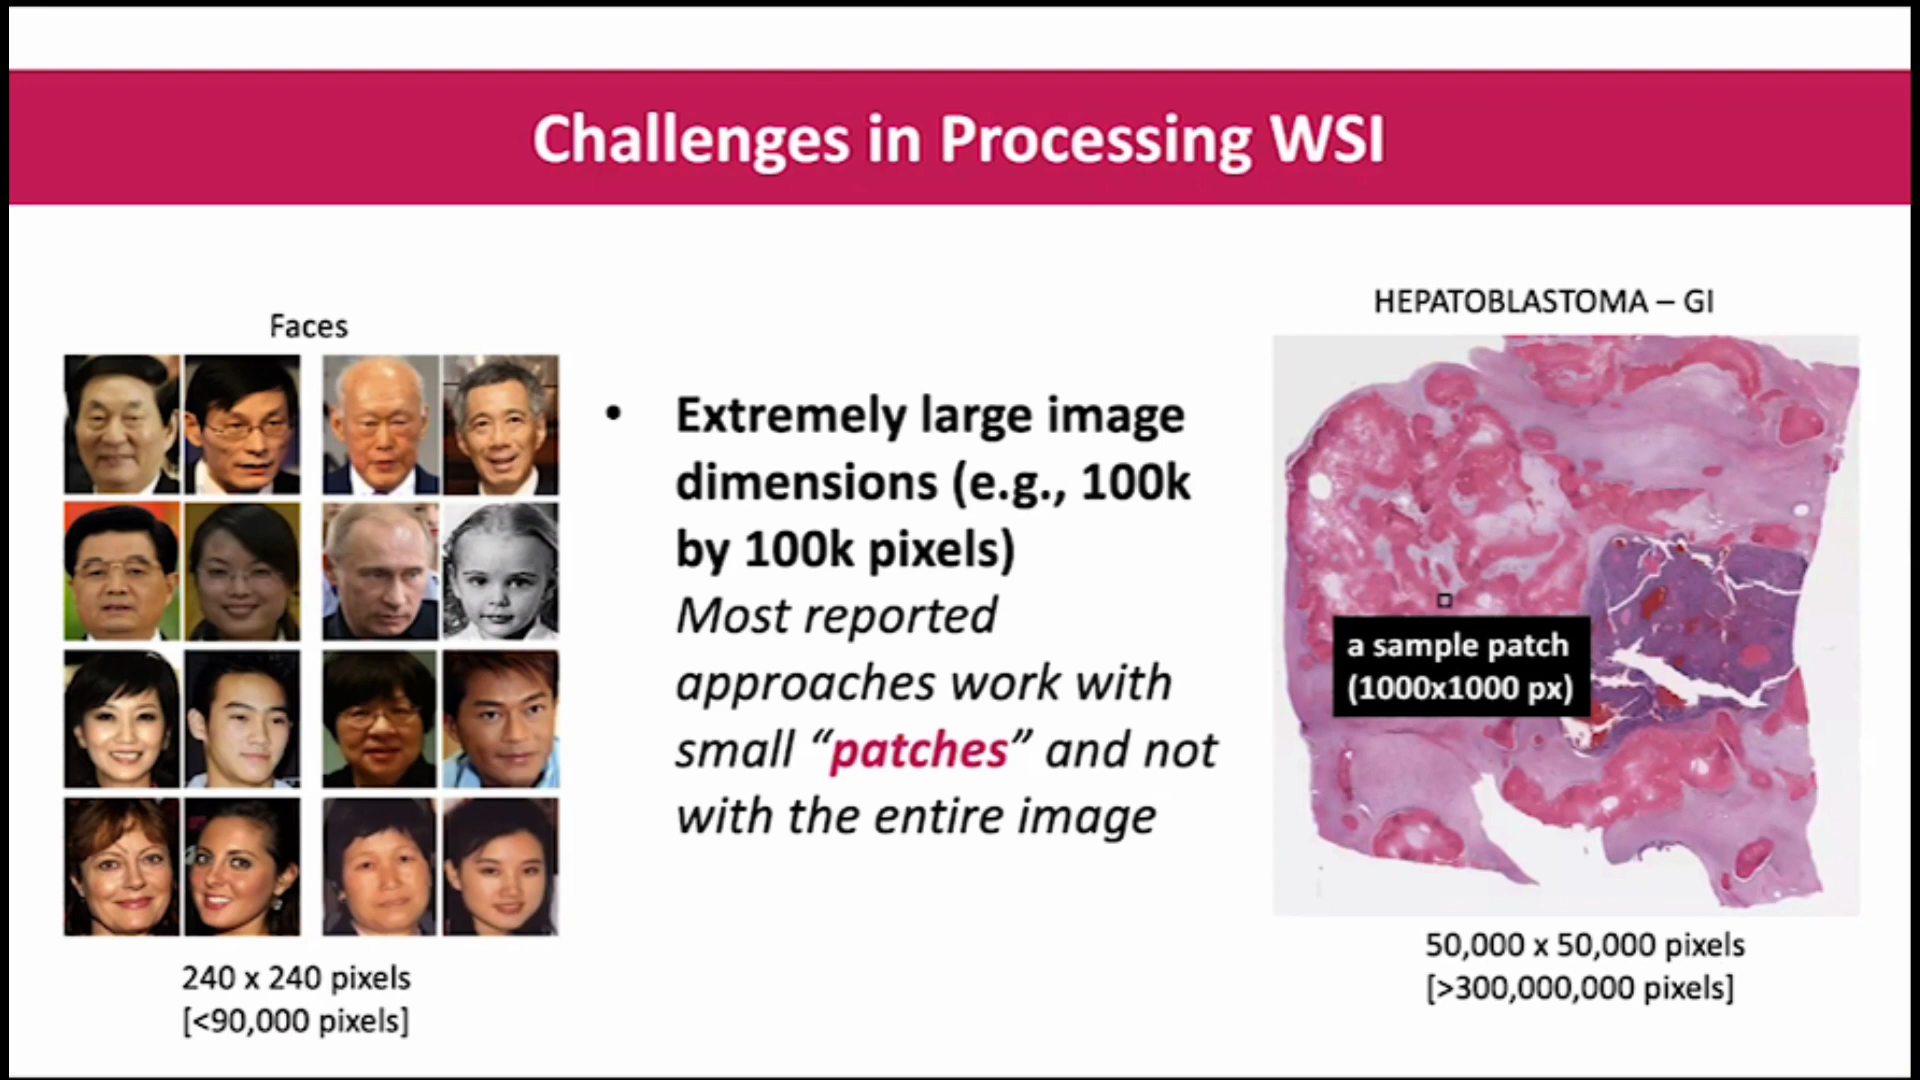 Challenges in Processing WSI
Faces
240 x 240 pixels
[<90,000 pixels]
• Extremely large image
dimensions (e.g., 100k
by 100k pixels)
Most reported
approaches work with
small “patches” and not
with the entire image
HEPATOBLASTOMA – GI
a sample patch
(1000x1000 px)
50,000 x 50,000 pixels
[>300,000,000 pixels]